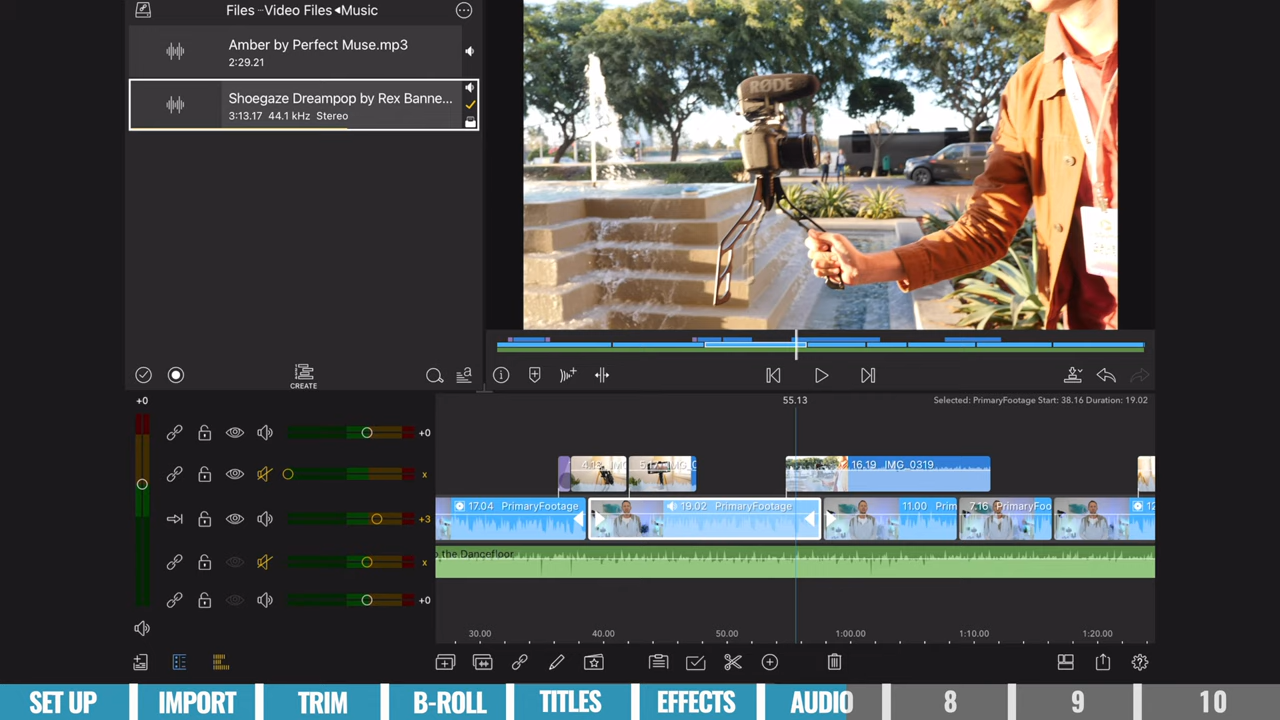 Files ··Video Files◂Music
Amber by Perfect Muse.mp3
2:29.21
Shoegaze Dreampop by Rex Banne...
3:13.17 44.1 kHz Stereo
RØDE
CREATE
+0
55.13
Selected: PrimaryFootage Start: 38.16 Duration: 19.02
+0
x
16.19 IMG_0319
+3
17.04 PrimaryFootage
19.02 PrimaryFootage
11.00 Prim
7.16 PrimaryFoo
x
the Dancefloor
+0
30.00
40.00
50.00
1:00.00
1:10.00
1:20.00
SET UP
IMPORT
TRIM
B-ROLL
TITLES
EFFECTS
AUDIO
8
9
10